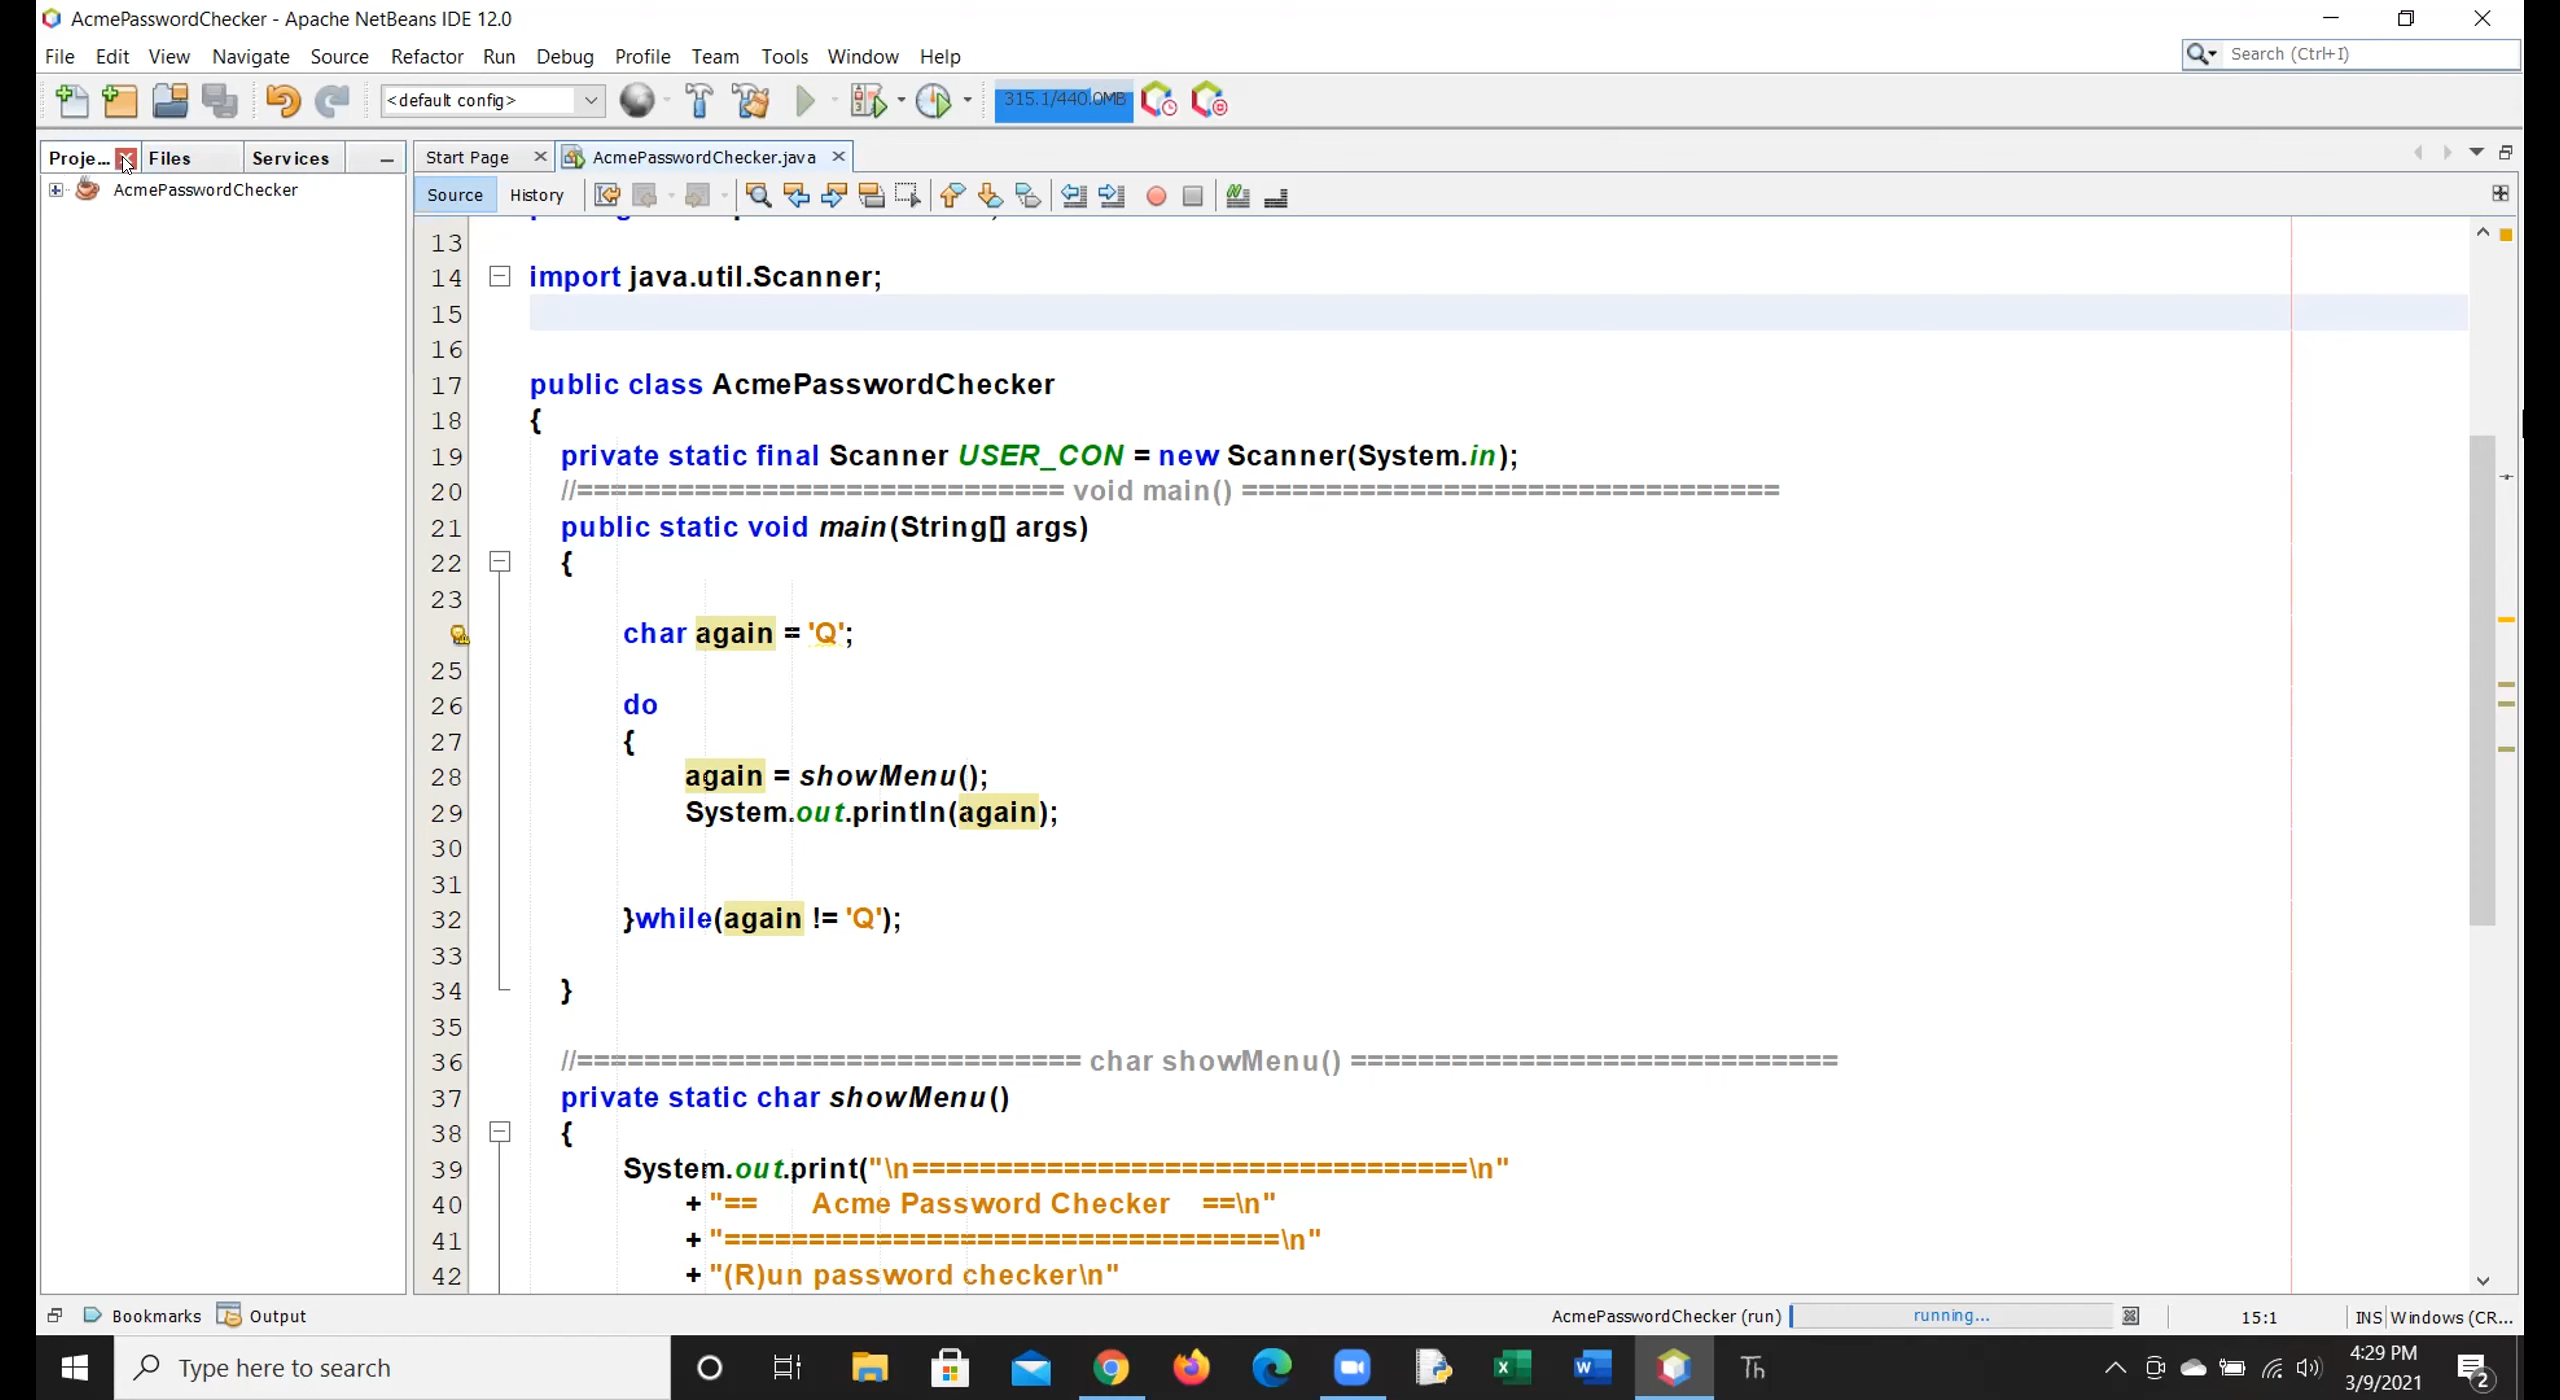 AcmePasswordChecker - Apache NetBeans IDE 12.0
File Edit View Navigate Source Refactor Run Debug Profile Team Tools Window Help
Search (Ctrl+I)
<default config>
315.1/440.0MB
Proje... Files Services
Start Page AcmePasswordChecker.java
AcmePasswordChecker
Source History
13
14 import java.util.Scanner;
15
16
17 public class AcmePasswordChecker
18 {
19 private static final Scanner USER_CON = new Scanner(System.in);
20 //============================= void main() ================================
21 public static void main(String[] args)
22 {
23
char again = 'Q';
25
26 do
27 {
28 again = showMenu();
29 System.out.println(again);
30
31
32 }while(again != 'Q');
33
34 }
35
36 //============================== char showMenu() =============================
37 private static char showMenu()
38 {
39 System.out.print("\n=================================\n"
40 + "==      Acme Password Checker   ==\n"
41 + "=================================\n"
42 + "(R)un password checker\n"
Bookmarks Output
AcmePasswordChecker (run) running... 15:1 INS Windows (CR...
Type here to search
Th
4:29 PM
3/9/2021
2